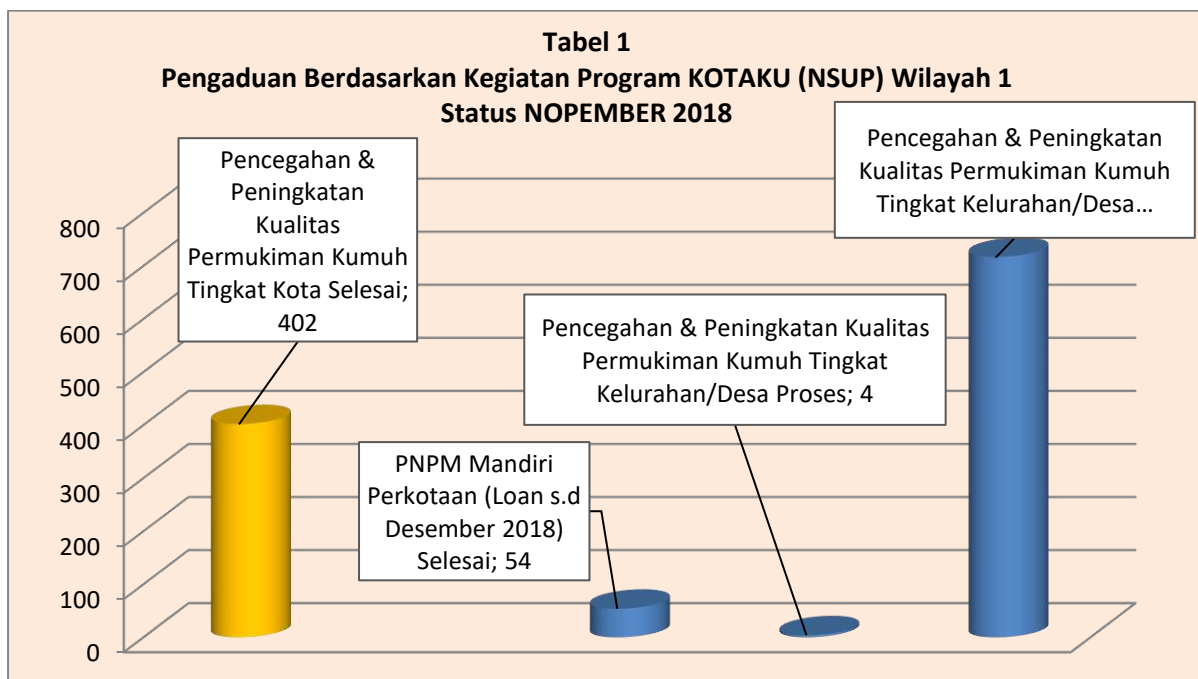 Tabel 1
Pengaduan Berdasarkan Kegiatan Program KOTAKU (NSUP) Wilayah 1
Status NOPEMBER 2018
Pencegahan &
Peningkatan
Kualitas
Permukiman Kumuh
Tingkat Kota Selesai;
402
PNPM Mandiri
Perkotaan (Loan s.d
Desember 2018)
Selesai; 54
Pencegahan & Peningkatan Kualitas
Permukiman Kumuh Tingkat
Kelurahan/Desa Proses; 4
Pencegahan & Peningkatan
Kualitas Permukiman Kumuh
Tingkat Kelurahan/Desa...
800
700
600
500
400
300
200
100
0